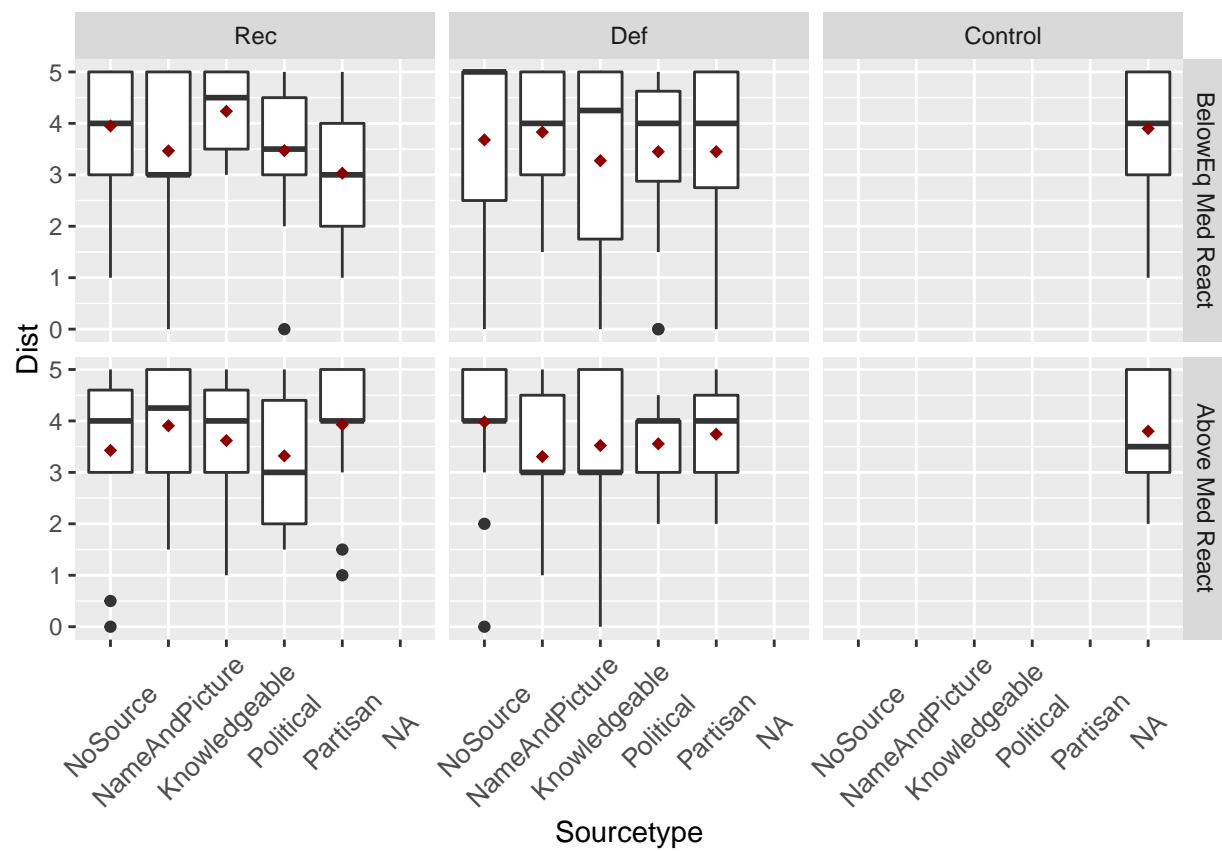 Rec Def Control
5
4
3
2
1
0
BelowEq Med React
5
4
3
2
1
0
Above Med React
Dist
NoSource NameAndPicture Knowledgeable Political Partisan NA NoSource NameAndPicture Knowledgeable Political Partisan NA NoSource NameAndPicture Knowledgeable Political Partisan NA
Sourcetype